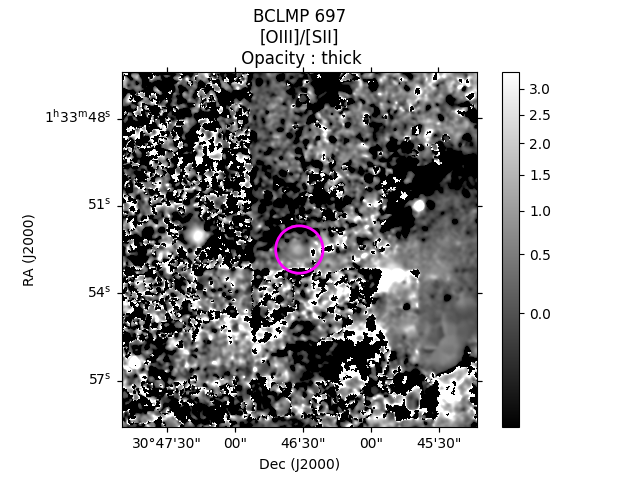 BCLMP 697
[OIII]/[SII]
Opacity : thick
1ʰ33ᵐ48ˢ
51ˢ
54ˢ
57ˢ
RA (J2000)
30°47'30"
00"
46'30"
00"
45'30"
Dec (J2000)
3.0
2.5
2.0
1.5
1.0
0.5
0.0